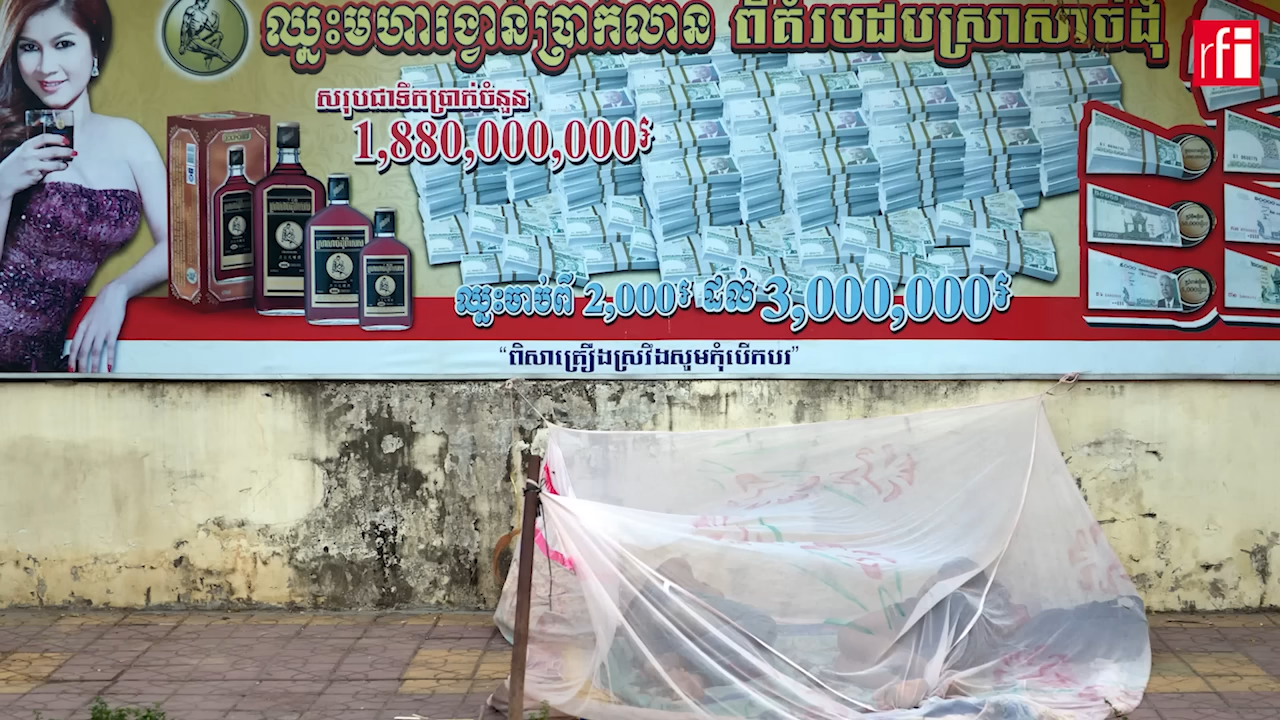 ឈ្នះមហារង្វាន់ប្រាក់លាន ពីគំរបដបស្រាសាច់ដុំ
rfi
សរុបជាទឹកប្រាក់ចំនួន
1,880,000,000៛
ឈ្នះចាប់ពី 2,000៛ ដល់ 3,000,000៛
“ពិសាគ្រឿងស្រវឹងសូមកុំបើកបរ”